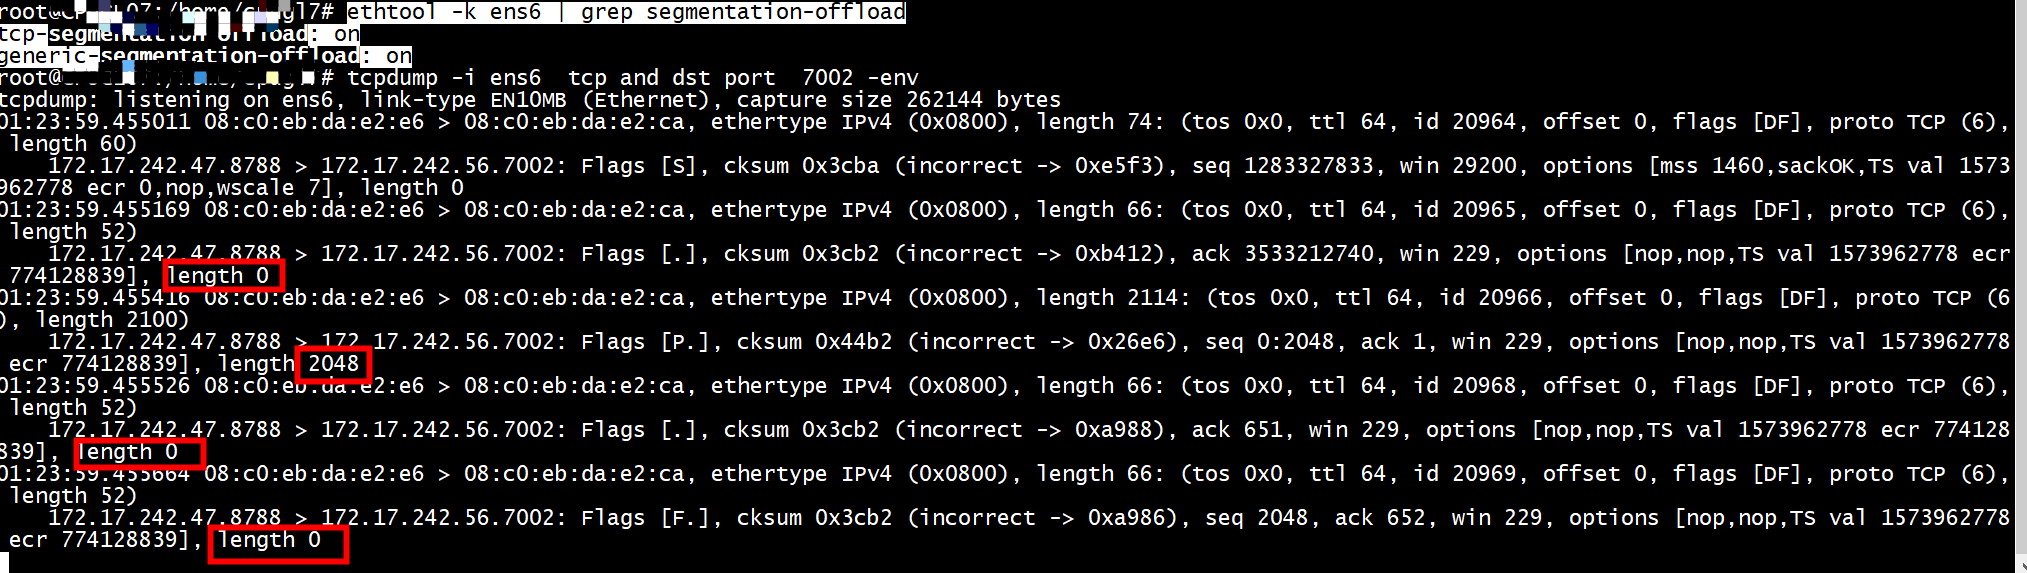 ethtool -k ens6 | grep segmentation-offload
tcp-segmentation-offload: on
generic-segmentation-offload: on
# tcpdump -i ens6  tcp and dst port  7002 -env
tcpdump: listening on ens6, link-type EN10MB (Ethernet), capture size 262144 bytes
01:23:59.455011 08:c0:eb:da:e2:e6 > 08:c0:eb:da:e2:ca, ethertype IPv4 (0x0800), length 74: (tos 0x0, ttl 64, id 20964, offset 0, flags [DF], proto TCP (6),
length 60)
172.17.242.47.8788 > 172.17.242.56.7002: Flags [S], cksum 0x3cba (incorrect -> 0xe5f3), seq 1283327833, win 29200, options [mss 1460,sackOK,TS val 1573
962778 ecr 0,nop,wscale 7], length 0
01:23:59.455169 08:c0:eb:da:e2:e6 > 08:c0:eb:da:e2:ca, ethertype IPv4 (0x0800), length 66: (tos 0x0, ttl 64, id 20965, offset 0, flags [DF], proto TCP (6),
length 52)
172.17.242.47.8788 > 172.17.242.56.7002: Flags [.], cksum 0x3cb2 (incorrect -> 0xb412), ack 3533212740, win 229, options [nop,nop,TS val 1573962778 ecr
774128839], length 0
01:23:59.455416 08:c0:eb:da:e2:e6 > 08:c0:eb:da:e2:ca, ethertype IPv4 (0x0800), length 2114: (tos 0x0, ttl 64, id 20966, offset 0, flags [DF], proto TCP (6
), length 2100)
172.17.242.47.8788 > 172.17.242.56.7002: Flags [P.], cksum 0x44b2 (incorrect -> 0x26e6), seq 0:2048, ack 1, win 229, options [nop,nop,TS val 1573962778
ecr 774128839], length 2048
01:23:59.455526 08:c0:eb:da:e2:e6 > 08:c0:eb:da:e2:ca, ethertype IPv4 (0x0800), length 66: (tos 0x0, ttl 64, id 20968, offset 0, flags [DF], proto TCP (6),
length 52)
172.17.242.47.8788 > 172.17.242.56.7002: Flags [.], cksum 0x3cb2 (incorrect -> 0xa988), ack 651, win 229, options [nop,nop,TS val 1573962778 ecr 774128
839], length 0
01:23:59.455664 08:c0:eb:da:e2:e6 > 08:c0:eb:da:e2:ca, ethertype IPv4 (0x0800), length 66: (tos 0x0, ttl 64, id 20969, offset 0, flags [DF], proto TCP (6),
length 52)
172.17.242.47.8788 > 172.17.242.56.7002: Flags [F.], cksum 0x3cb2 (incorrect -> 0xa986), seq 2048, ack 652, win 229, options [nop,nop,TS val 1573962778
ecr 774128839], length 0